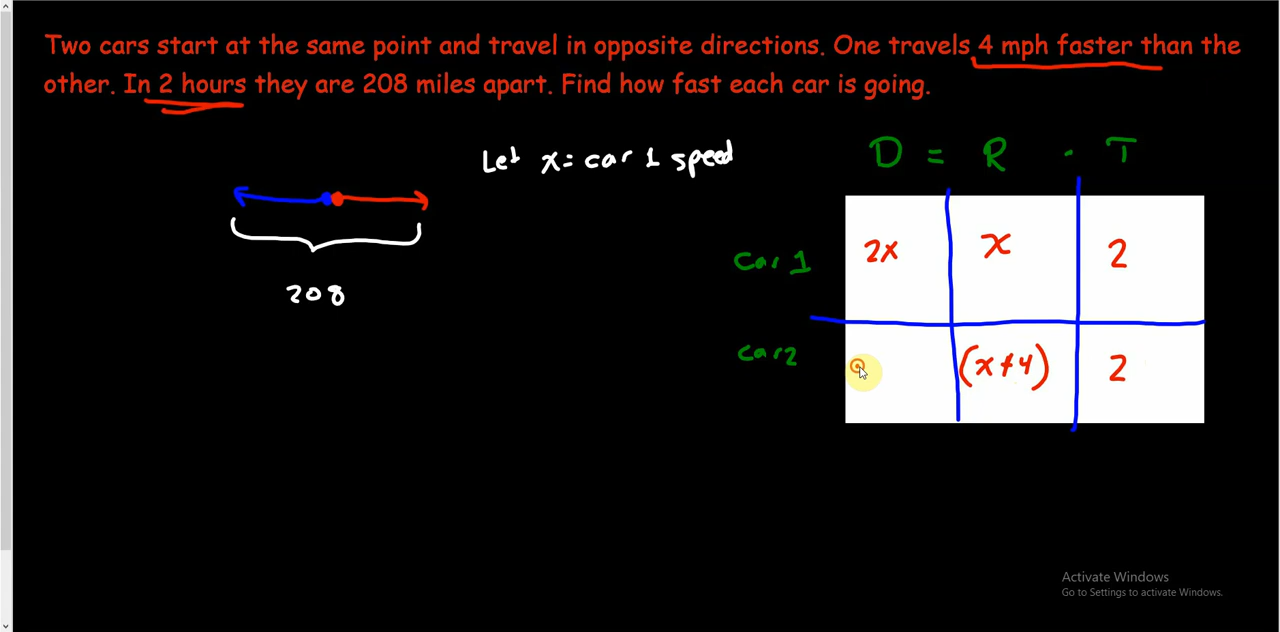 Two cars start at the same point and travel in opposite directions. One travels 4 mph faster than the
other. In 2 hours they are 208 miles apart. Find how fast each car is going.
Let x = car 1 speed
D = R · T
208
car 1 2x x 2
car 2 (x+4) 2
Activate Windows
Go to Settings to activate Windows.